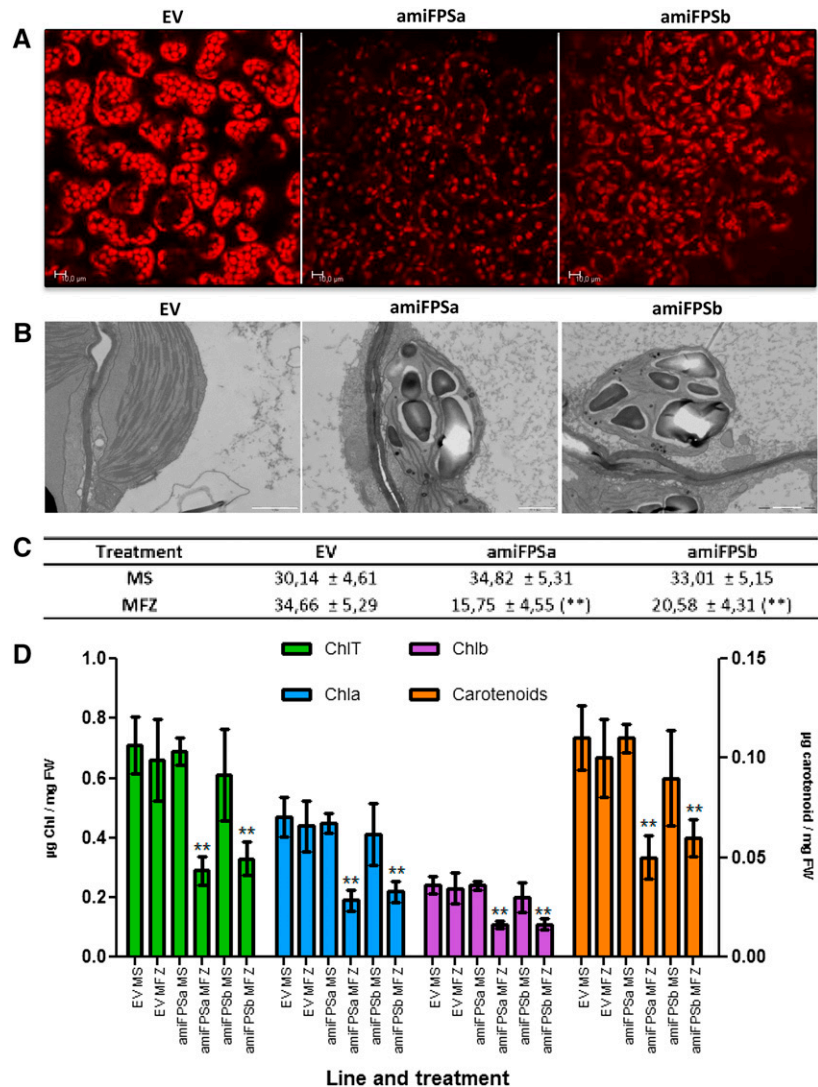 EV amiFPSa amiFPSb
A
10,0 µm 10,0 µm 10,0 µm
EV amiFPSa amiFPSb
B
C
Treatment EV amiFPSa amiFPSb
MS 30,14 ± 4,61 34,82 ± 5,31 33,01 ± 5,15
MFZ 34,66 ± 5,29 15,75 ± 4,55 (**) 20,58 ± 4,31 (**)
D
ChlT Chlb
Chla Carotenoids
µg Chl / mg FW
1.0
0.8
0.6
0.4
0.2
0.0
** ** ** ** ** ** ** **
0.15
0.10
0.05
0.00
µg carotenoid / mg FW
EV MS
EV MFZ
amiFPSa MS
amiFPSa MFZ
amiFPSb MS
amiFPSb MFZ
EV MS
EV MFZ
amiFPSa MS
amiFPSa MFZ
amiFPSb MS
amiFPSb MFZ
EV MS
EV MFZ
amiFPSa MS
amiFPSa MFZ
amiFPSb MS
amiFPSb MFZ
EV MS
EV MFZ
amiFPSa MS
amiFPSa MFZ
amiFPSb MS
amiFPSb MFZ
Line and treatment